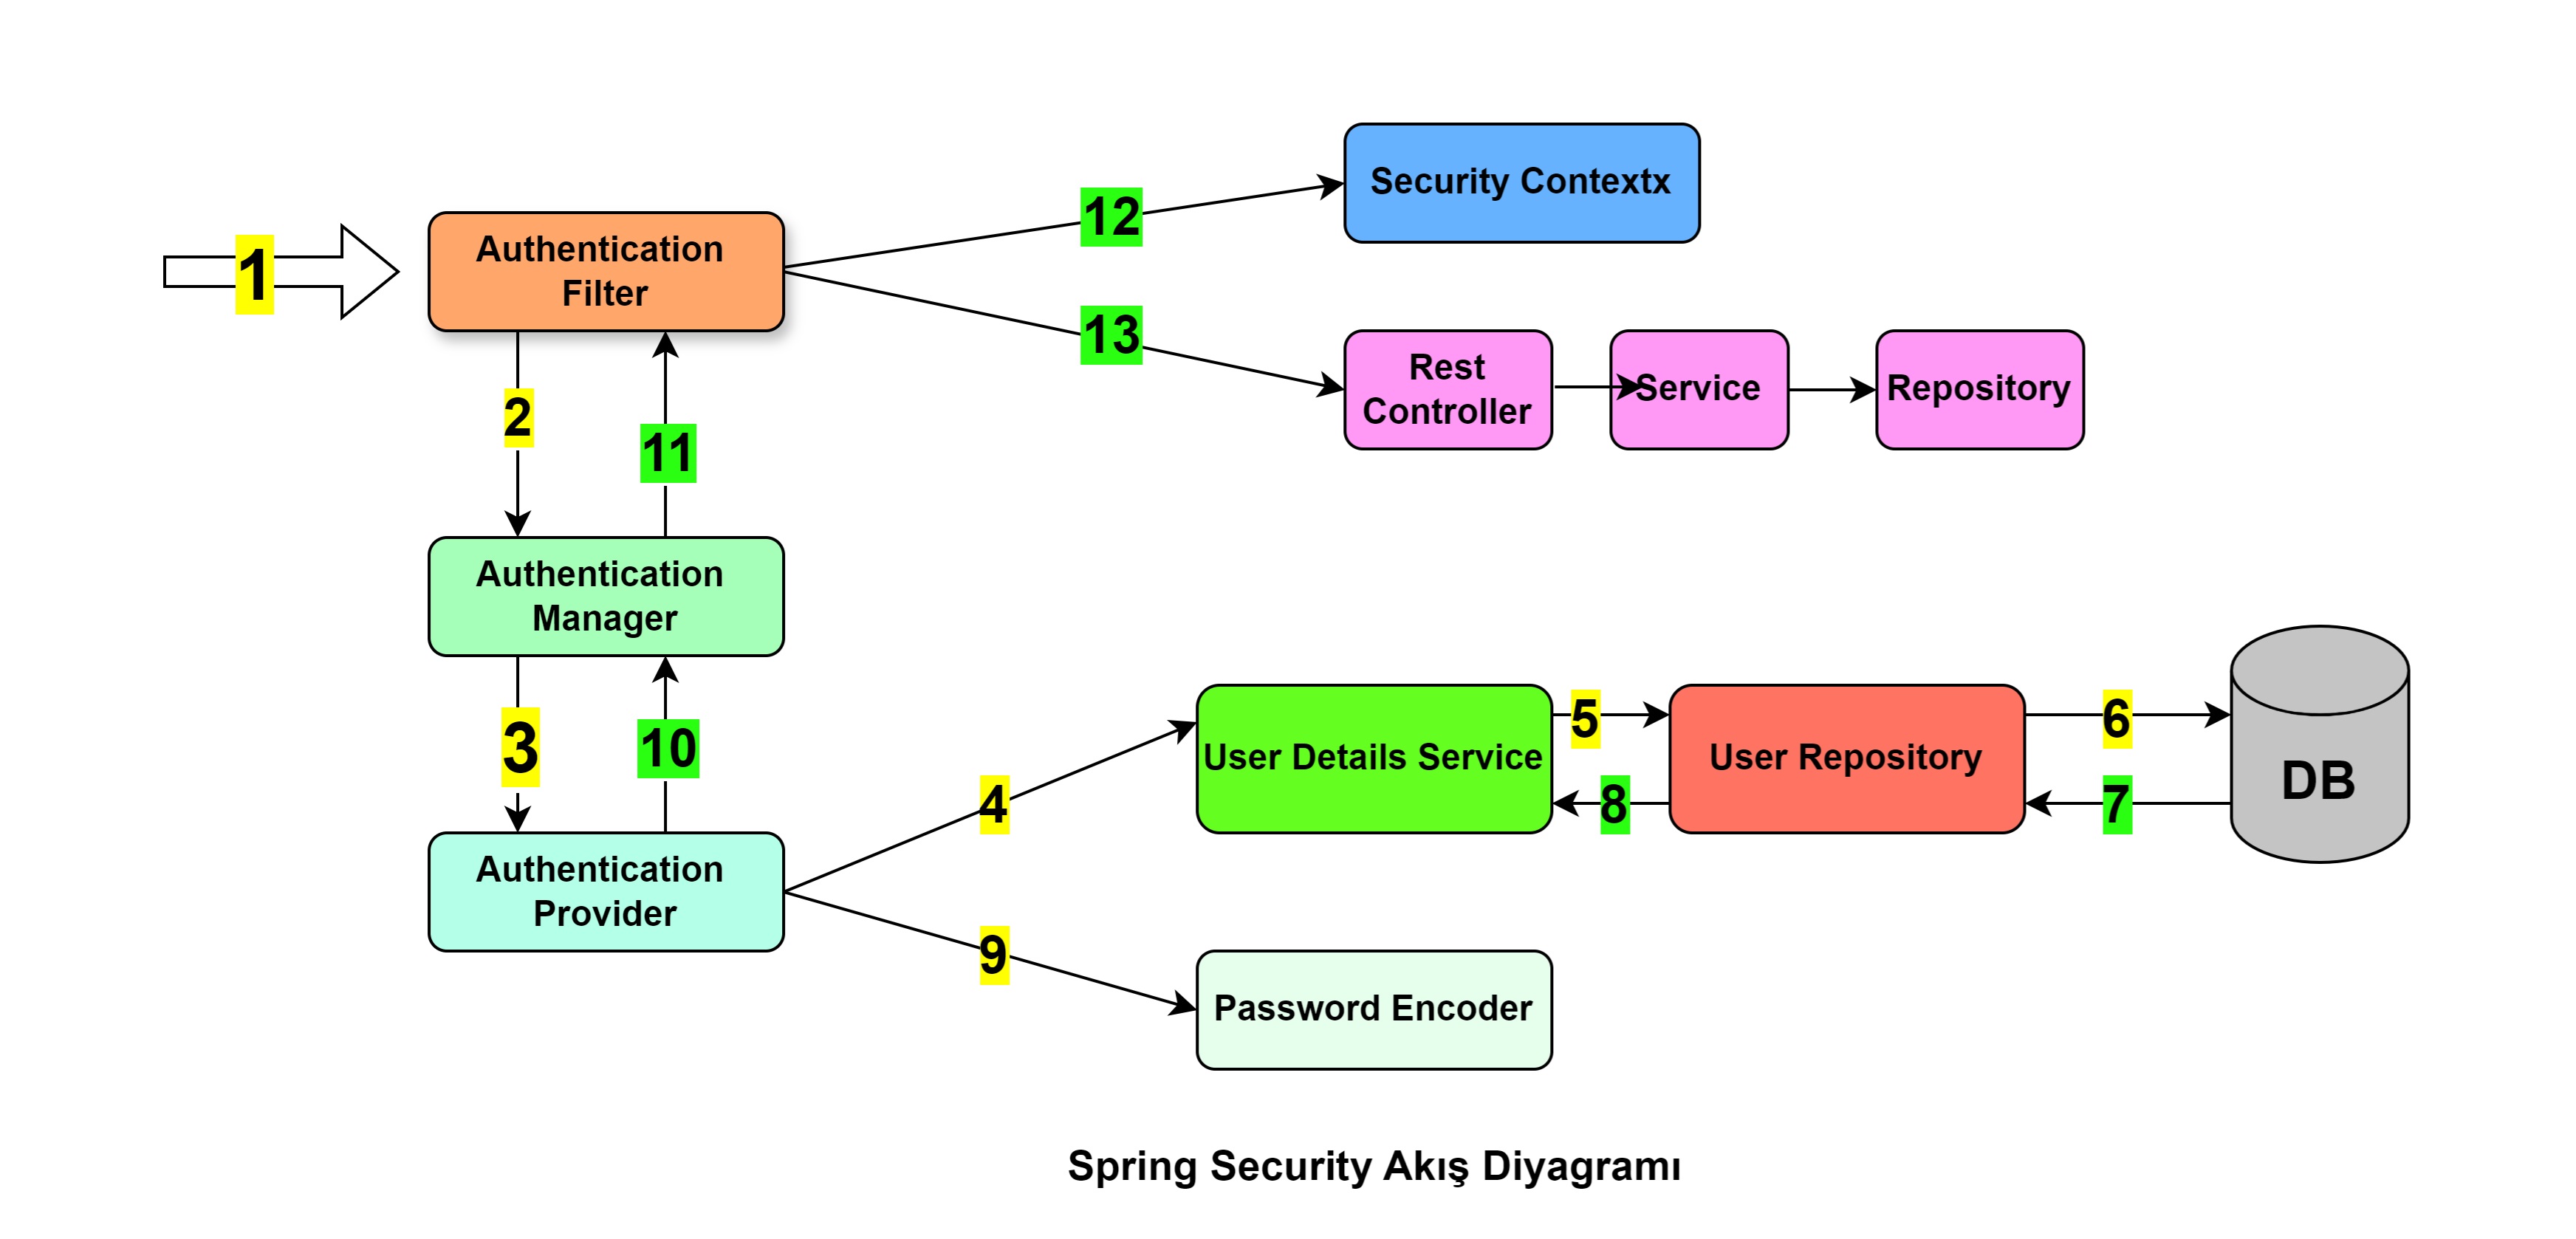 1
Authentication
Filter
12
Security Contextx
13
Rest
Controller
Service
Repository
2
11
Authentication
Manager
3
10
Authentication
Provider
4
User Details Service
5
8
User Repository
6
7
DB
9
Password Encoder
Spring Security Akış Diyagramı